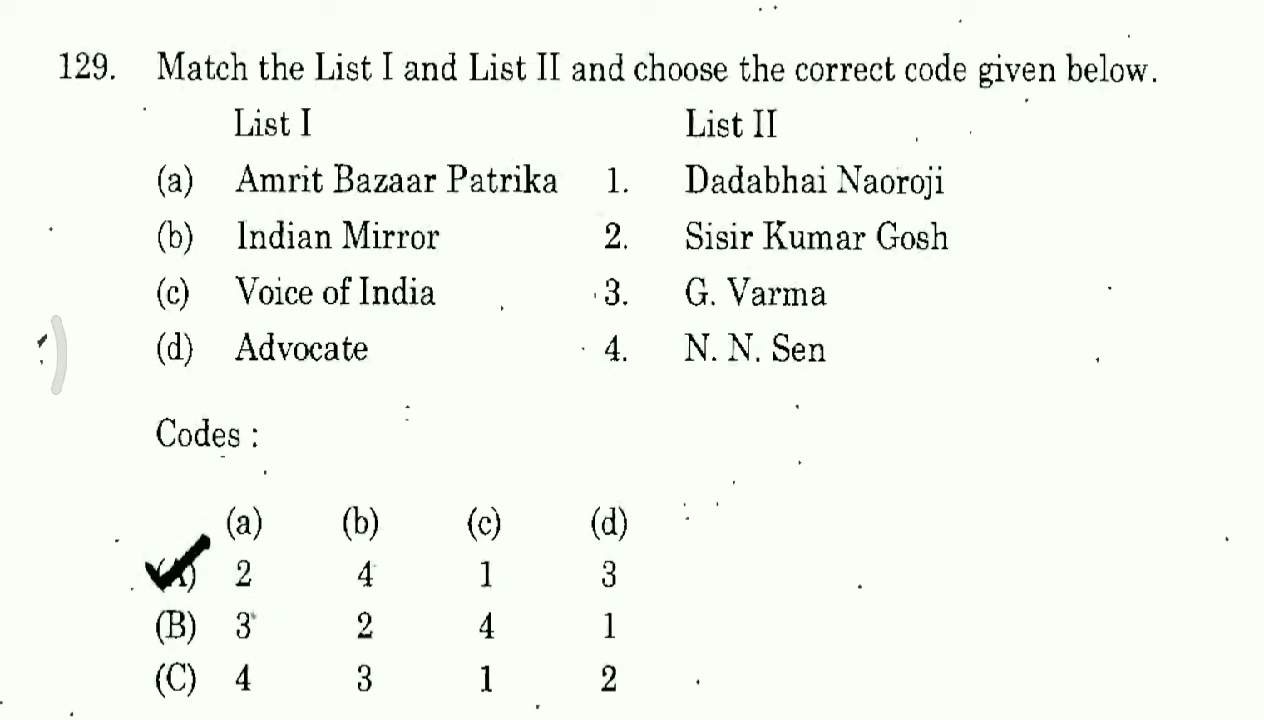 129. Match the List I and List II and choose the correct code given below.
List I List II
(a) Amrit Bazaar Patrika 1. Dadabhai Naoroji
(b) Indian Mirror 2. Sisir Kumar Gosh
(c) Voice of India 3. G. Varma
(d) Advocate 4. N. N. Sen
Codes :
(a) (b) (c) (d)
(A) 2 4 1 3
(B) 3 2 4 1
(C) 4 3 1 2